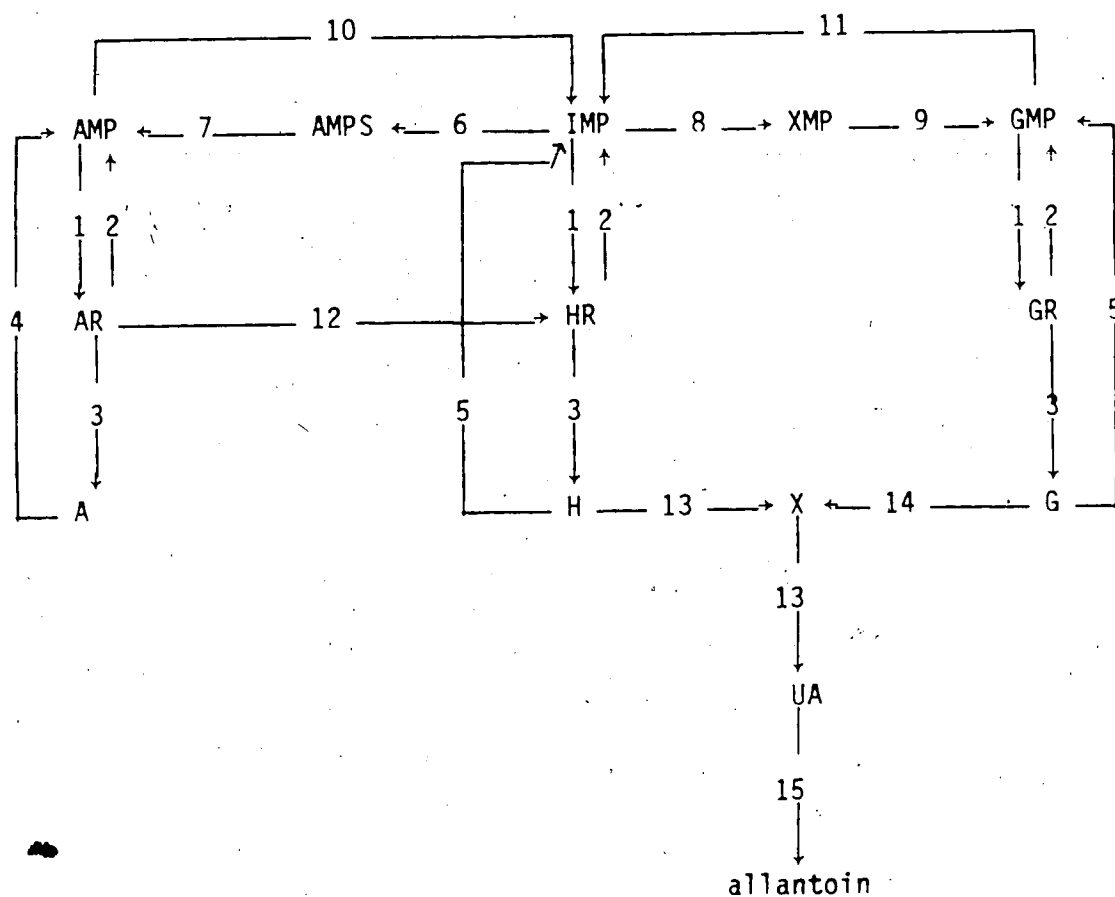 10 11
AMP 7 AMPS 6 IMP 8 XMP 9 GMP
1 2 1 2 1 2
4 AR 12 HR GR 5
3 5 3 3
A H 13 X 14 G
13
UA
15
allantoin